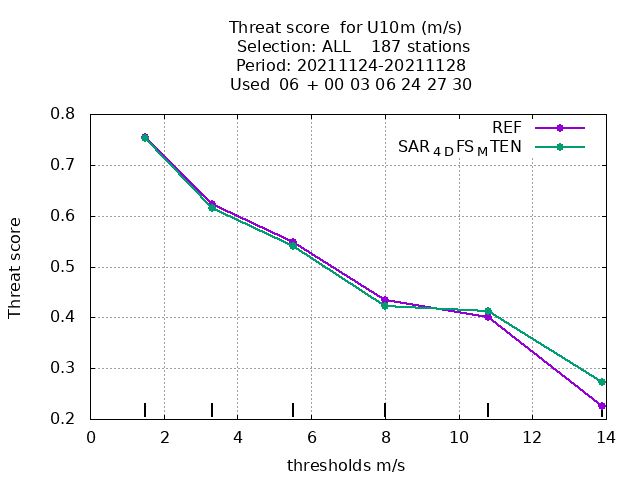 Threat score  for U10m (m/s)
Selection: ALL    187 stations
Period: 20211124-20211128
Used  06  + 00 03 06 24 27 30
REF
SAR 4 D FS M TEN
0.8
0.7
0.6
0.5
0.4
0.3
0.2
Threat score
0 2 4 6 8 10 12 14
thresholds m/s